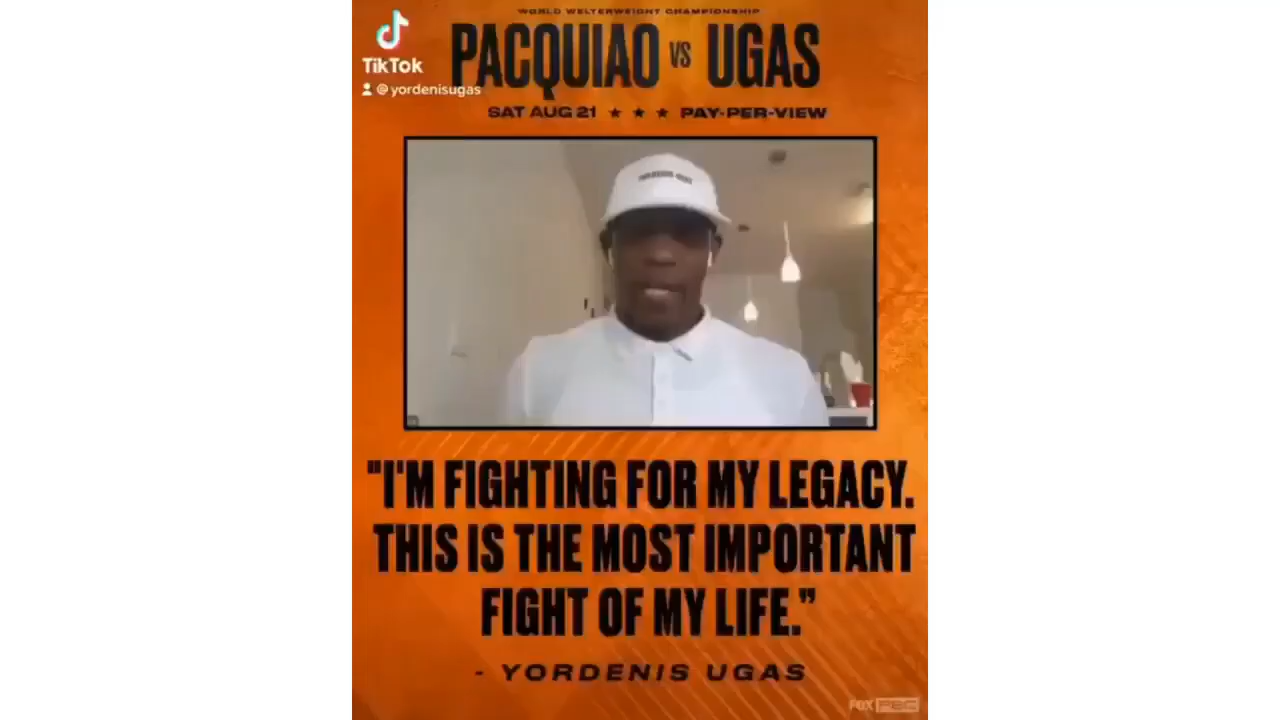 WORLD WELTERWEIGHT CHAMPIONSHIP
PACQUIAO VS UGAS
TikTok
@yordenisugas
SAT AUG 21 ★ ★ ★ PAY-PER-VIEW
"I'M FIGHTING FOR MY LEGACY.
THIS IS THE MOST IMPORTANT
FIGHT OF MY LIFE."
- YORDENIS UGAS
FOX PBC